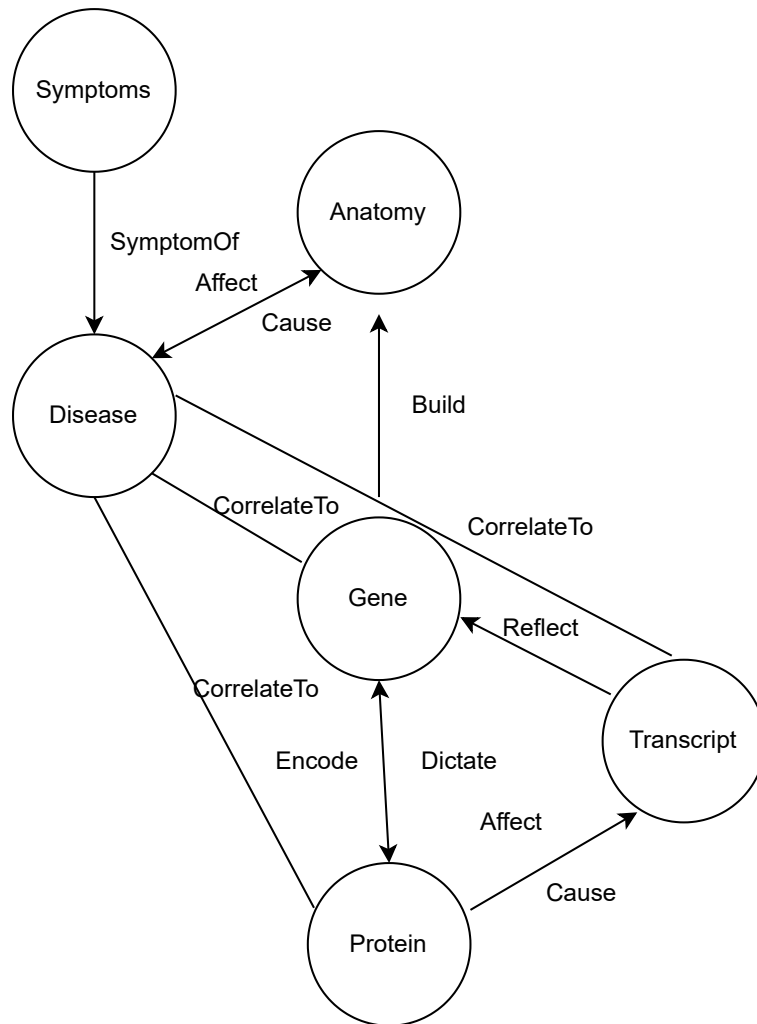 Symptoms
Anatomy
SymptomOf
Affect
Cause
Disease
Build
CorrelateTo
CorrelateTo
Gene
Reflect
CorrelateTo
Transcript
Encode
Dictate
Affect
Cause
Protein